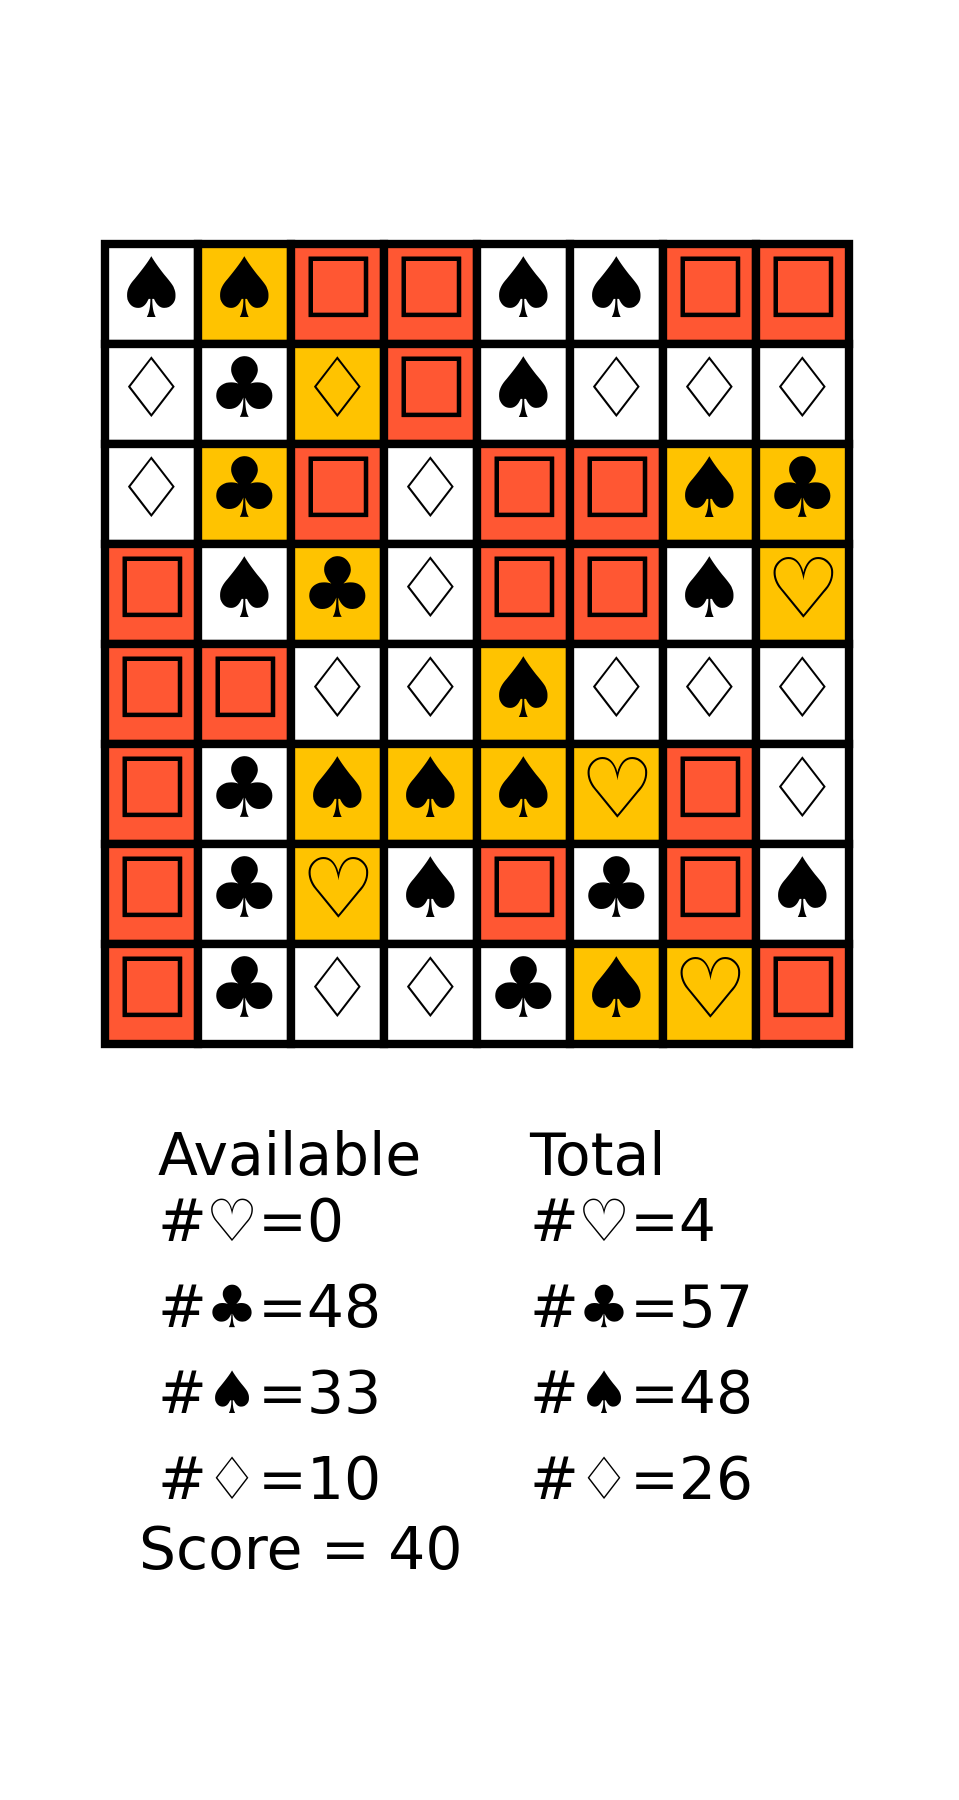 ♠ ♠ □ □ ♠ ♠ □ □
♢ ♣ ♢ □ ♠ ♢ ♢ ♢
♢ ♣ □ ♢ □ □ ♠ ♣
□ ♠ ♣ ♢ □ □ ♠ ♡
□ □ ♢ ♢ ♠ ♢ ♢ ♢
□ ♣ ♠ ♠ ♠ ♡ □ ♢
□ ♣ ♡ ♠ □ ♣ □ ♠
□ ♣ ♢ ♢ ♣ ♠ ♡ □
Available Total
#♡=0 #♡=4
#♣=48 #♣=57
#♠=33 #♠=48
#♢=10 #♢=26
Score = 40